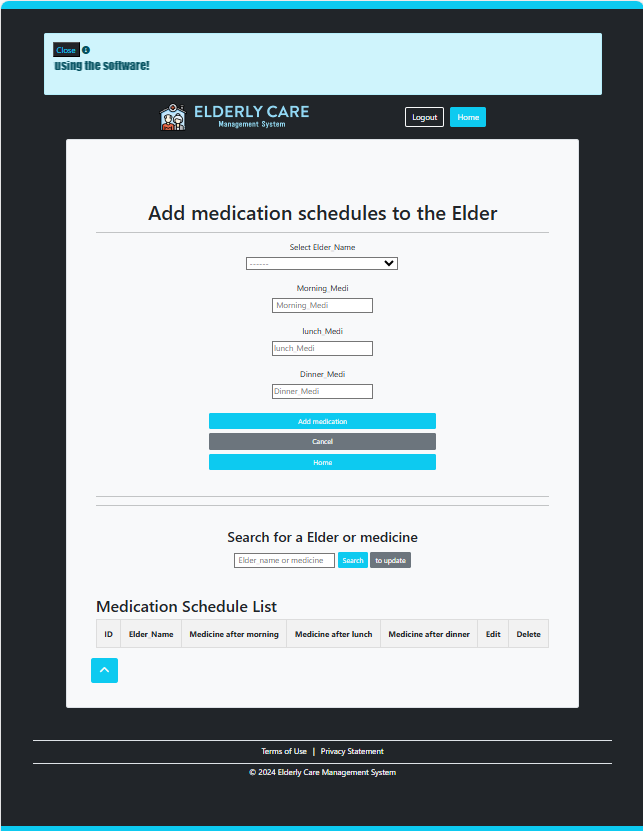 Close
using the software!
ELDERLY CARE
Management System
Logout Home
Add medication schedules to the Elder
Select Elder_Name
------
Morning_Medi
Morning_Medi
lunch_Medi
lunch_Medi
Dinner_Medi
Dinner_Medi
Add medication
Cancel
Home
Search for a Elder or medicine
Elder_name or medicine Search to update
Medication Schedule List
ID Elder_Name Medicine after morning Medicine after lunch Medicine after dinner Edit Delete
Terms of Use | Privacy Statement
© 2024 Elderly Care Management System